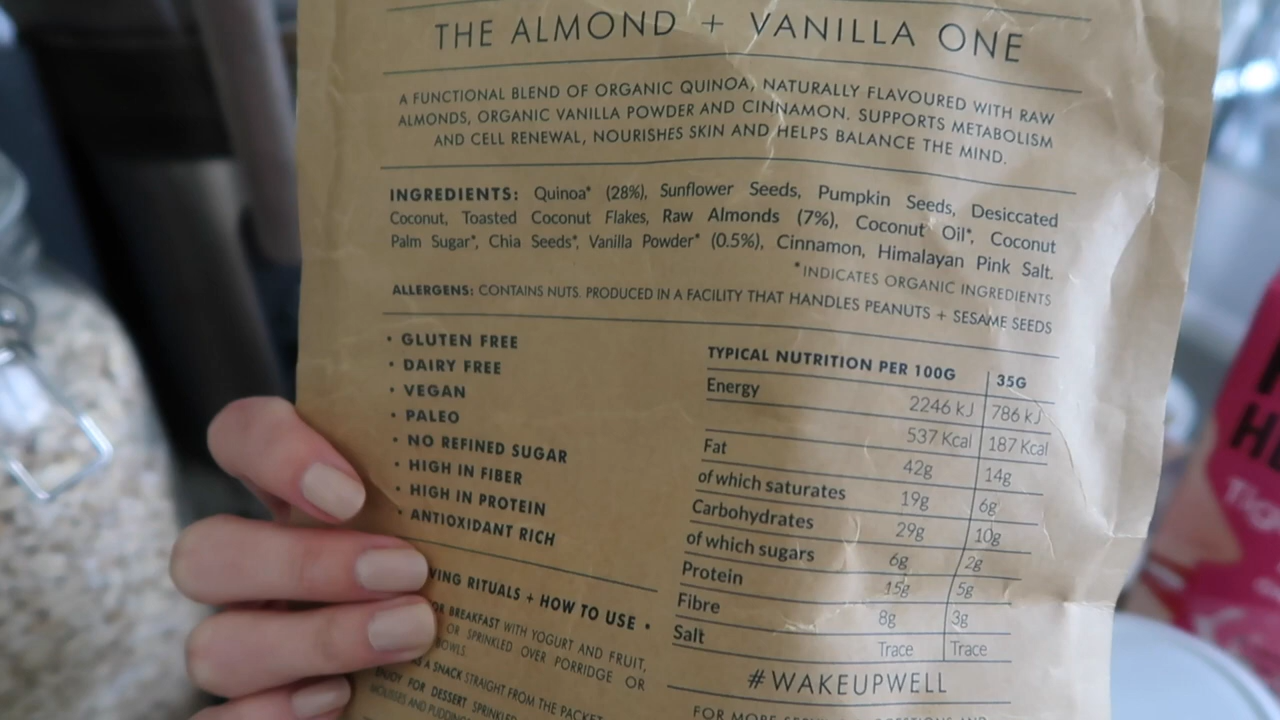 THE ALMOND + VANILLA ONE
A FUNCTIONAL BLEND OF ORGANIC QUINOA, NATURALLY FLAVOURED WITH RAW
ALMONDS, ORGANIC VANILLA POWDER AND CINNAMON. SUPPORTS METABOLISM
AND CELL RENEWAL, NOURISHES SKIN AND HELPS BALANCE THE MIND.
INGREDIENTS: Quinoa* (28%), Sunflower Seeds, Pumpkin Seeds, Desiccated
Coconut, Toasted Coconut Flakes, Raw Almonds (7%), Coconut Oil*, Coconut
Palm Sugar*, Chia Seeds*, Vanilla Powder* (0.5%), Cinnamon, Himalayan Pink Salt.
*INDICATES ORGANIC INGREDIENTS
ALLERGENS: CONTAINS NUTS. PRODUCED IN A FACILITY THAT HANDLES PEANUTS + SESAME SEEDS
• GLUTEN FREE
• DAIRY FREE
• VEGAN
• PALEO
• NO REFINED SUGAR
• HIGH IN FIBER
• HIGH IN PROTEIN
• ANTIOXIDANT RICH
TYPICAL NUTRITION PER 100G 35G
Energy 2246 kJ 786 kJ
537 Kcal 187 Kcal
Fat 42g 14g
of which saturates 19g 6g
Carbohydrates 29g 10g
of which sugars 6g 2g
Protein 15g 5g
Fibre 8g 3g
Salt Trace Trace
#WAKEUPWELL
RITUALS + HOW TO USE •
BREAKFAST WITH YOGURT AND FRUIT,
OR SPRINKLED OVER PORRIDGE OR
BOWLS.
A SNACK STRAIGHT FROM THE PACKET
ENJOY FOR DESSERT SPRINKLED
MOUSSES AND
FOR MORE